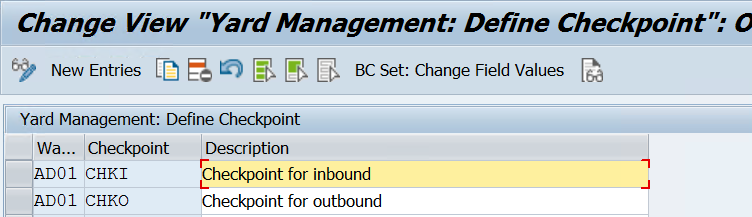 Change View "Yard Management: Define Checkpoint": O
New Entries BC Set: Change Field Values
Yard Management: Define Checkpoint
Wa... Checkpoint Description
AD01 CHKI Checkpoint for inbound
AD01 CHKO Checkpoint for outbound